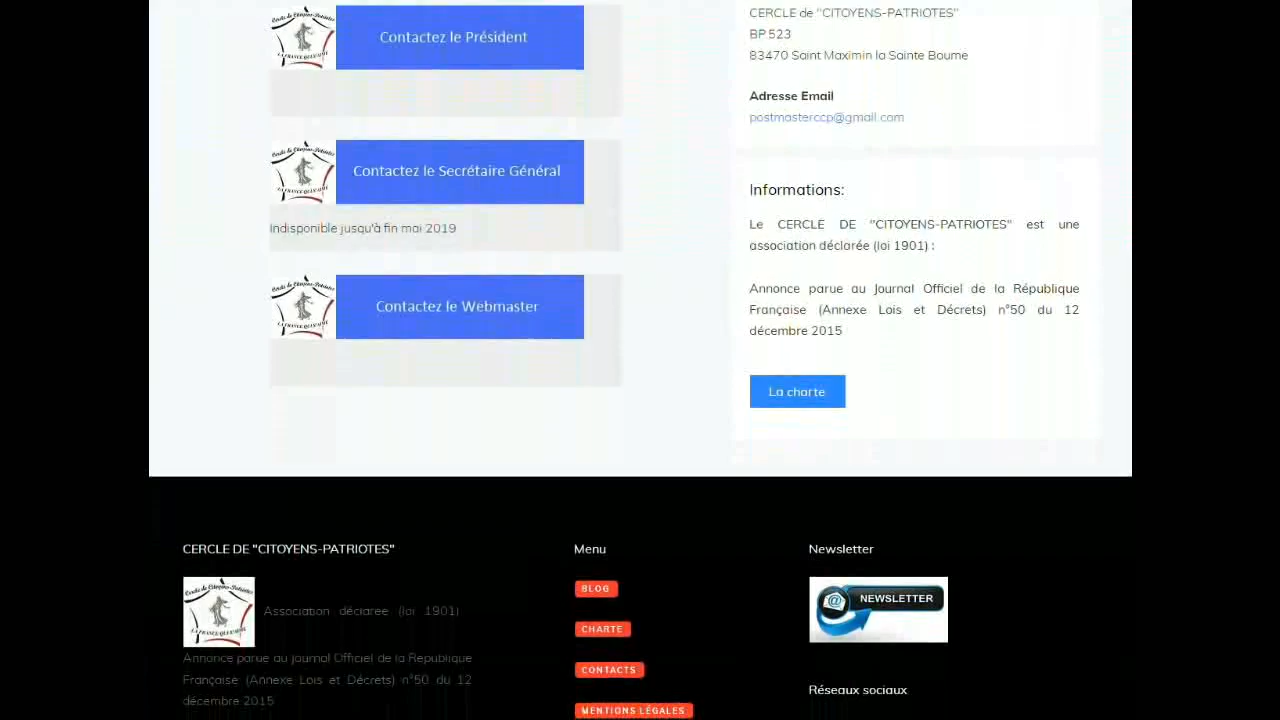 Contactez le Président
Contactez le Secrétaire Général
Indisponible jusqu'à fin mai 2019
Contactez le Webmaster
CERCLE de "CITOYENS-PATRIOTES"
BP 523
83470 Saint Maximin la Sainte Boume
Adresse Email
postmasterccp@gmail.com
Informations:
Le CERCLE DE "CITOYENS-PATRIOTES" est une
association déclarée (loi 1901) :
Annonce parue au Journal Officiel de la République
Française (Annexe Lois et Décrets) n°50 du 12
décembre 2015
La charte
CERCLE DE "CITOYENS-PATRIOTES"
Cercle de Citoyens-Patriotes
Association déclarée (loi 1901)
Annonce parue au Journal Officiel de la République
Française (Annexe Lois et Décrets) n°50 du 12
décembre 2015
Menu
BLOG
CHARTE
CONTACTS
MENTIONS LÉGALES
Newsletter
NEWSLETTER
Réseaux sociaux